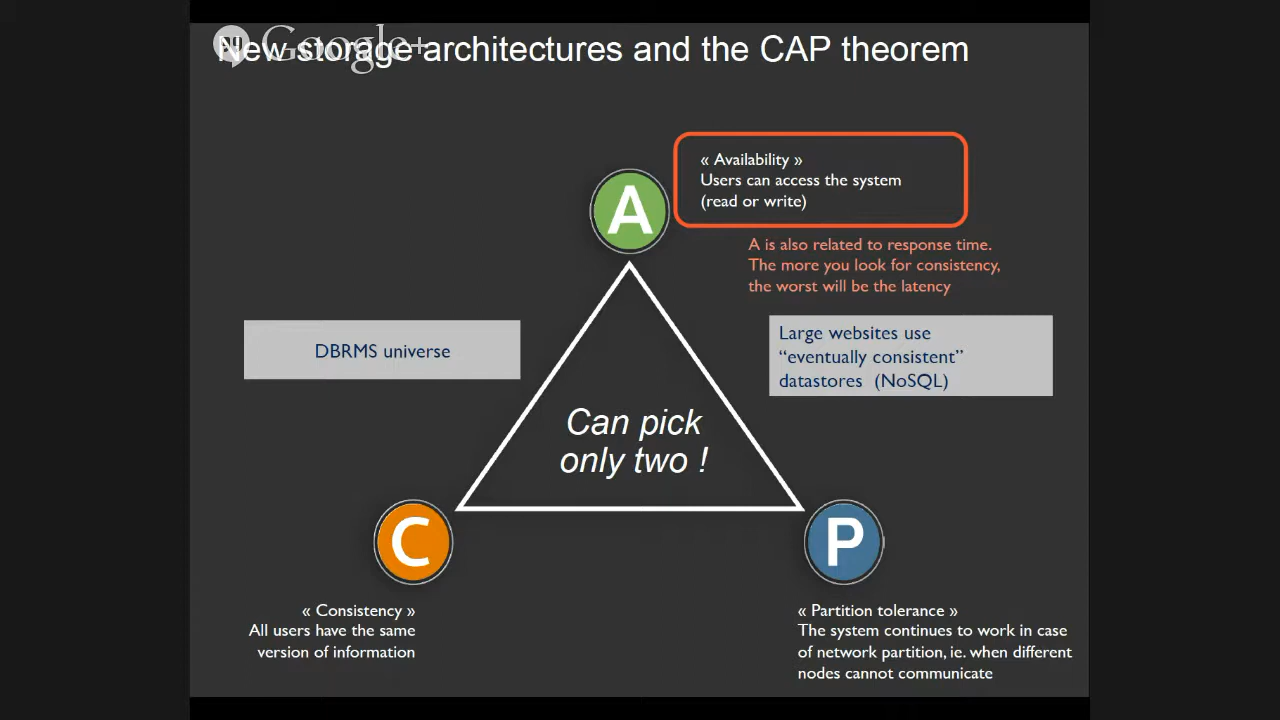 New storage architectures and the CAP theorem
Google+
« Availability »
Users can access the system
(read or write)
A
A is also related to response time.
The more you look for consistency,
the worst will be the latency
DBRMS universe
Large websites use
“eventually consistent”
datastores (NoSQL)
Can pick
only two !
C
P
« Consistency »
All users have the same
version of information
« Partition tolerance »
The system continues to work in case
of network partition, ie. when different
nodes cannot communicate